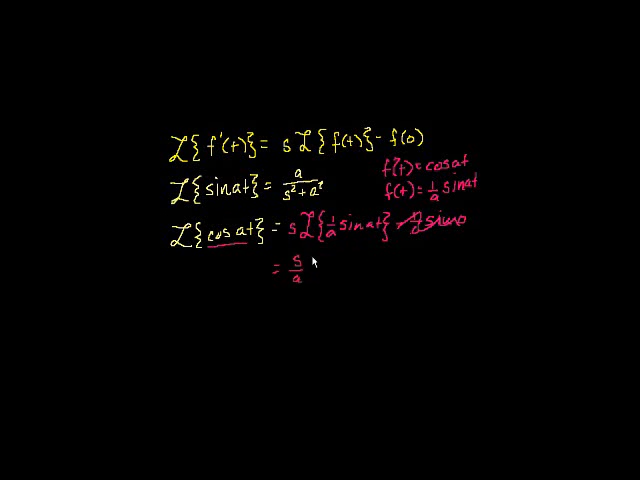 ℒ{f'(t)} = sℒ{f(t)} - f(0)
f'(t) = cosat
ℒ{sinat} = a/(s²+a²)
f(t) = 1/a sinat
ℒ{cos at} = sℒ{1/a sinat} - 1/a sin0
= s/a